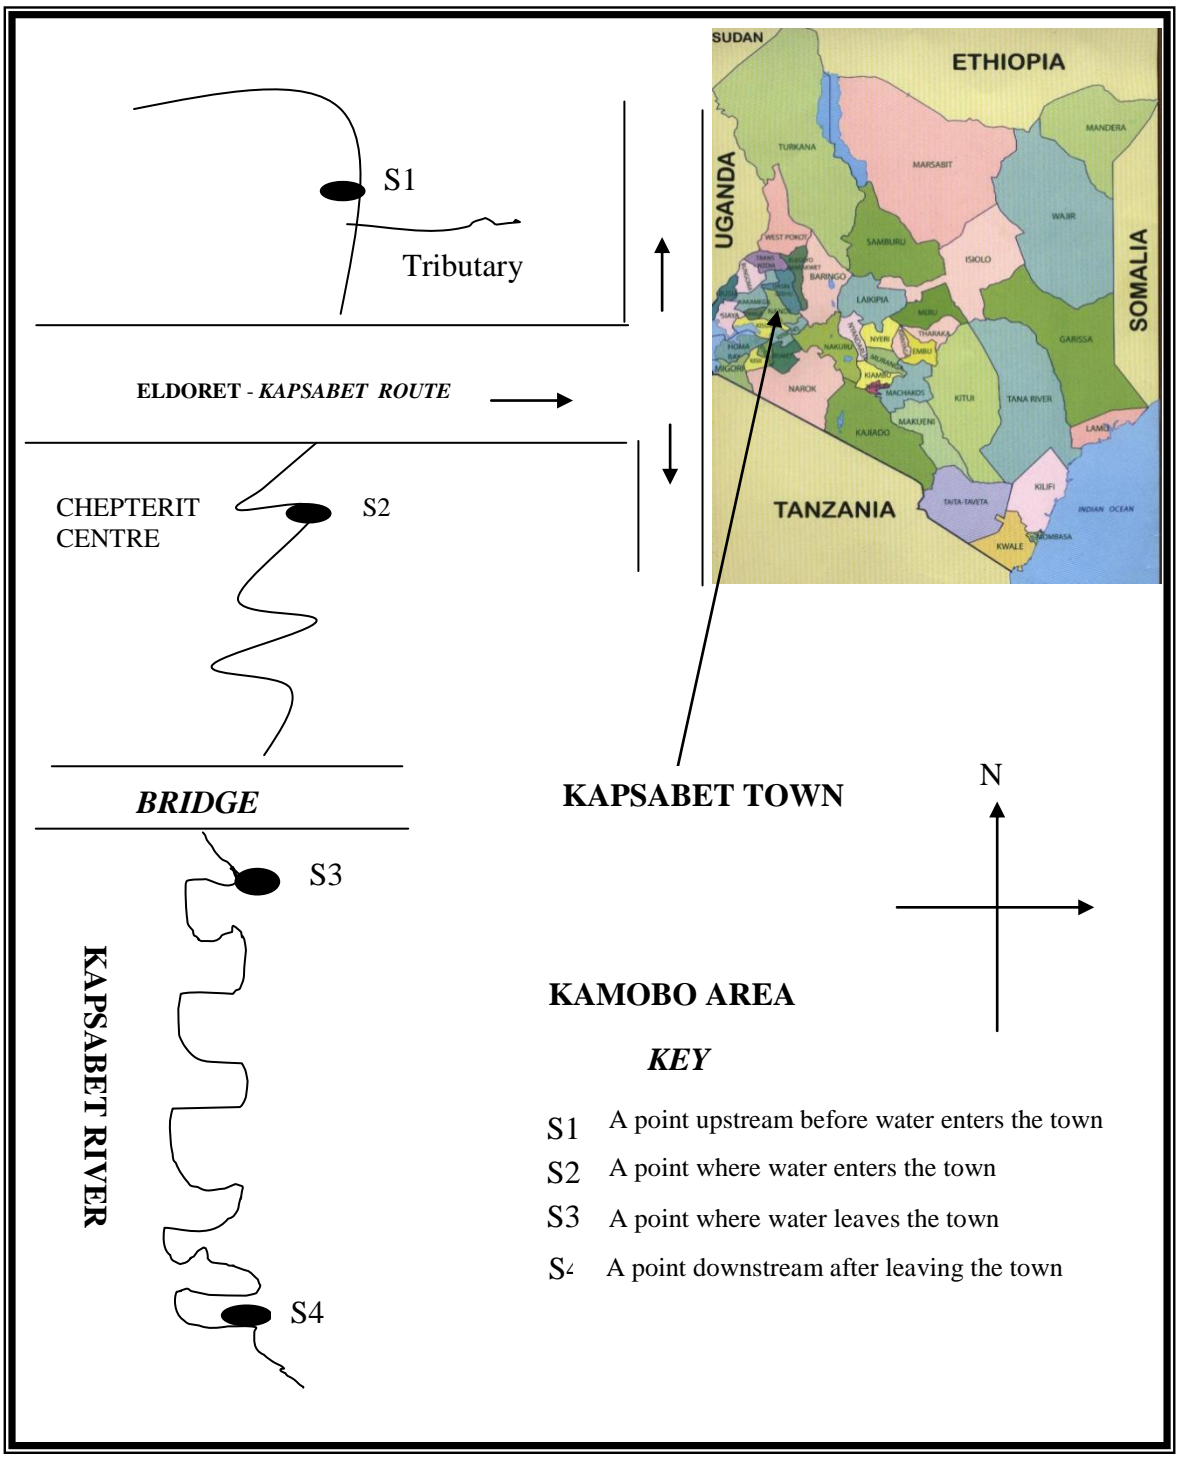 SUDAN
ETHIOPIA
MANDERA
TURKANA
MARSABIT
UGANDA
WAJIR
SOMALIA
WEST POKOT
SAMBURU
ISIOLO
TRANS
NZOIA
BARINGO
LAIKIPIA
MERU
THARAKA
SIAYA
GARISSA
NYERI
EMBU
HOMA
BAY
NAKURU
MURANGA
MIGORI
KIAMBU
NAROK
MACHAKOS
KITUI
TANA RIVER
MAKUENI
LAMU
KAJIADO
KILIFI
TAITA-TAVETA
INDIAN OCEAN
TANZANIA
MOMBASA
KWALE
S1
Tributary
ELDORET - KAPSABET ROUTE
CHEPTERIT
CENTRE
S2
BRIDGE
KAPSABET TOWN
N
S3
KAPSABET RIVER
KAMOBO AREA
KEY
S1 A point upstream before water enters the town
S2 A point where water enters the town
S3 A point where water leaves the town
S4 A point downstream after leaving the town
S4